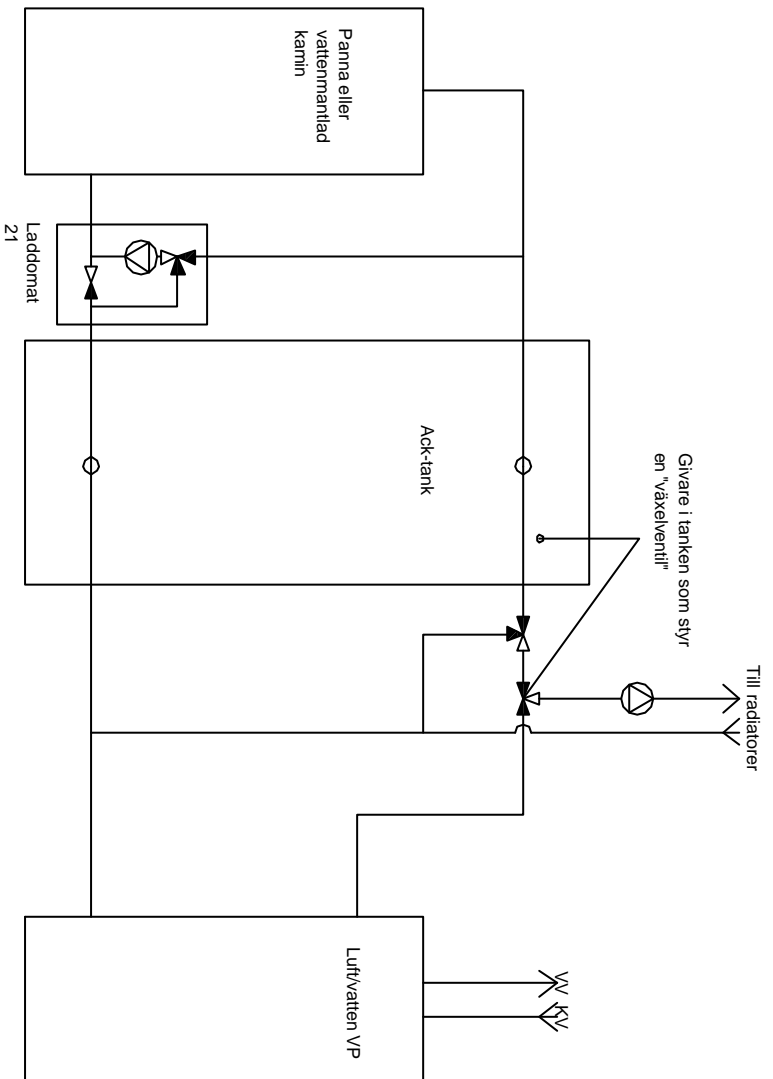 Panna eller
vattenmantlad
kamin
Laddomat
21
Ack-tank
Givare i tanken som styr
en "växelventil"
Till radiatorer
Luft/vatten VP
VV
KV